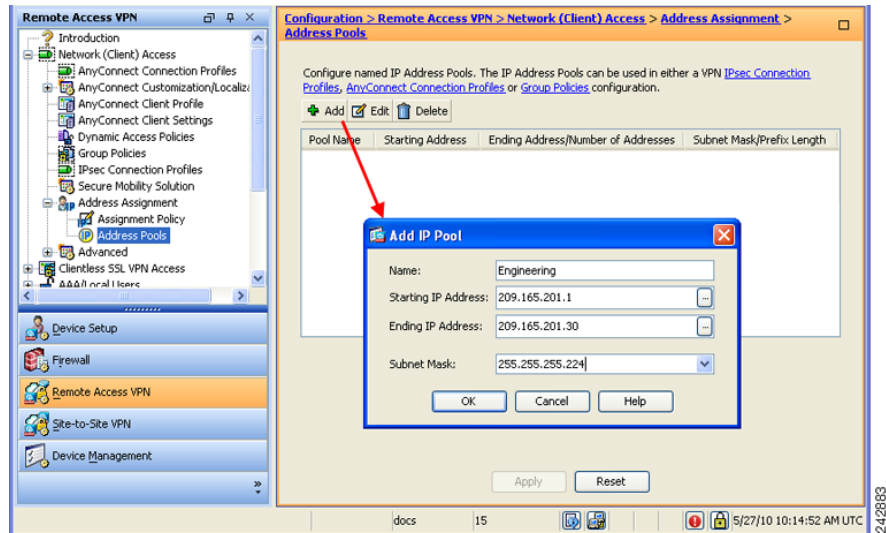 Remote Access VPN
Introduction
Network (Client) Access
AnyConnect Connection Profiles
AnyConnect Customization/Localiz
AnyConnect Client Profile
AnyConnect Client Settings
Dynamic Access Policies
Group Policies
IPsec Connection Profiles
Secure Mobility Solution
Address Assignment
Assignment Policy
Address Pools
Advanced
Clientless SSL VPN Access
AAA/Local Users
Device Setup
Firewall
Remote Access VPN
Site-to-Site VPN
Device Management
Configuration > Remote Access VPN > Network (Client) Access > Address Assignment >
Address Pools
Configure named IP Address Pools. The IP Address Pools can be used in either a VPN IPsec Connection
Profiles, AnyConnect Connection Profiles or Group Policies configuration.
Add Edit Delete
Pool Name Starting Address Ending Address/Number of Addresses Subnet Mask/Prefix Length
Add IP Pool
Name: Engineering
Starting IP Address: 209.165.201.1 ...
Ending IP Address: 209.165.201.30 ...
Subnet Mask: 255.255.255.224
OK Cancel Help
Apply Reset
docs 15 5/27/10 10:14:52 AM UTC
242883